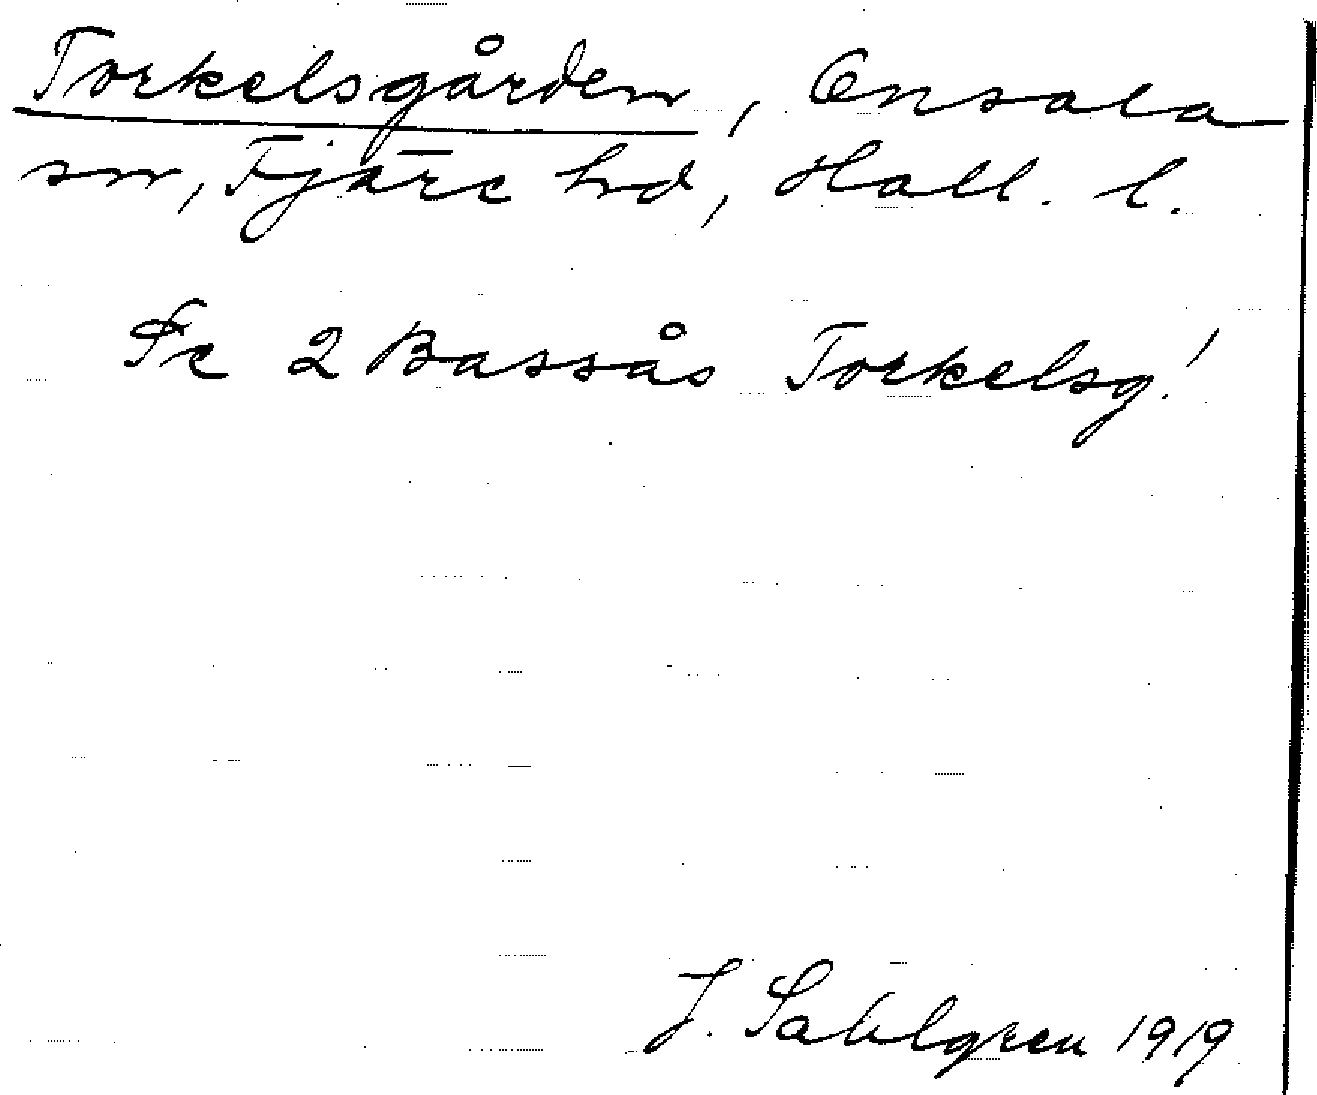 Torkelsgården, Onsala
sn, Fjäre hd, Hall. l.
Se 2 Bassås Torkelsg.!
J. Sahlgren 1919